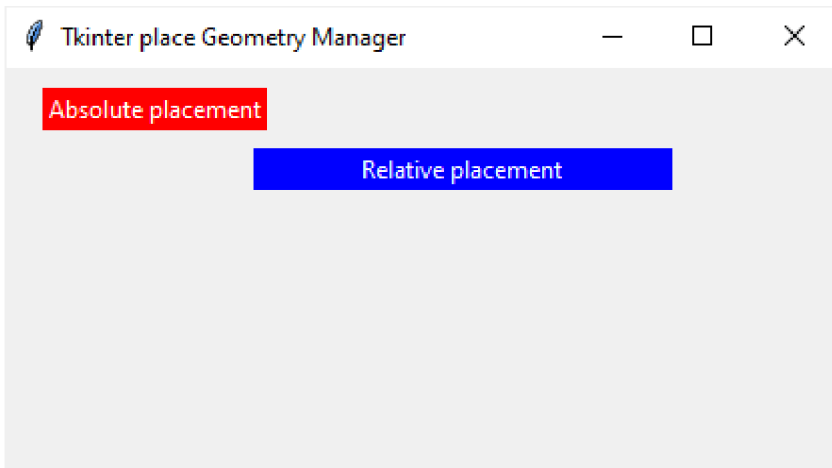 Tkinter place Geometry Manager
Absolute placement
Relative placement